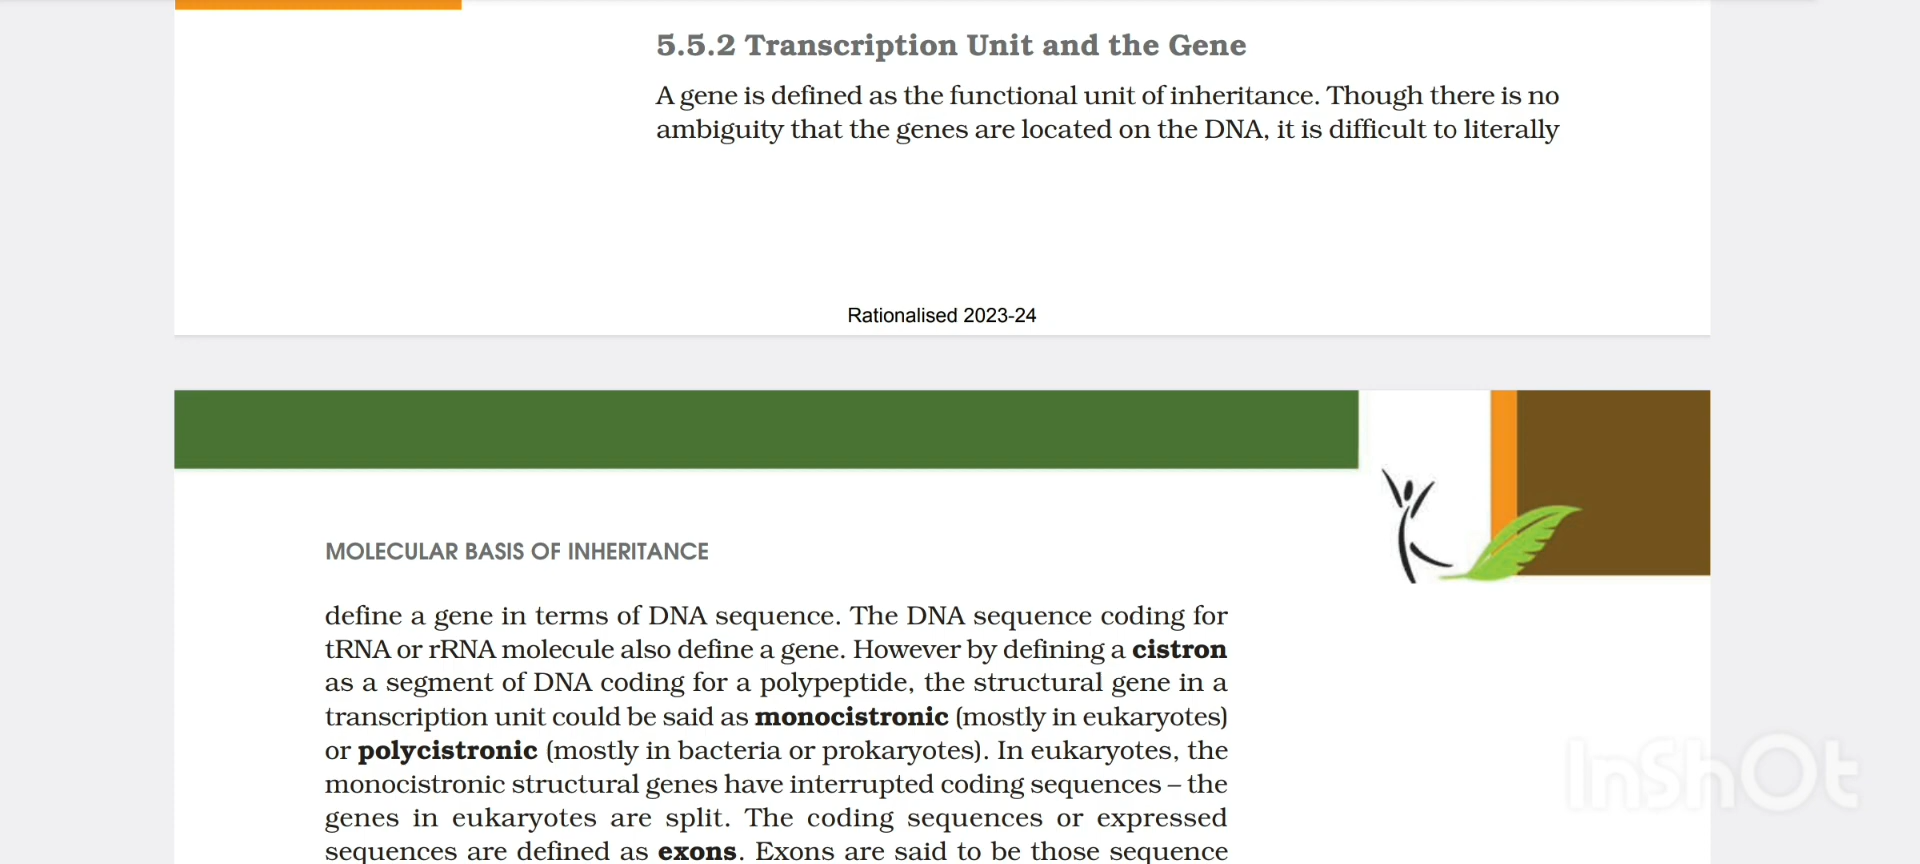 5.5.2 Transcription Unit and the Gene
A gene is defined as the functional unit of inheritance. Though there is no
ambiguity that the genes are located on the DNA, it is difficult to literally
Rationalised 2023-24
MOLECULAR BASIS OF INHERITANCE
define a gene in terms of DNA sequence. The DNA sequence coding for
tRNA or rRNA molecule also define a gene. However by defining a cistron
as a segment of DNA coding for a polypeptide, the structural gene in a
transcription unit could be said as monocistronic (mostly in eukaryotes)
or polycistronic (mostly in bacteria or prokaryotes). In eukaryotes, the
monocistronic structural genes have interrupted coding sequences – the
genes in eukaryotes are split. The coding sequences or expressed
sequences are defined as exons. Exons are said to be those sequence
InShOt